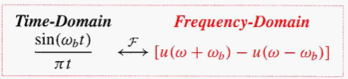 Time-Domain Frequency-Domain
sin(ω_b t)/πt ⟷^ℱ [u(ω + ω_b) − u(ω − ω_b)]